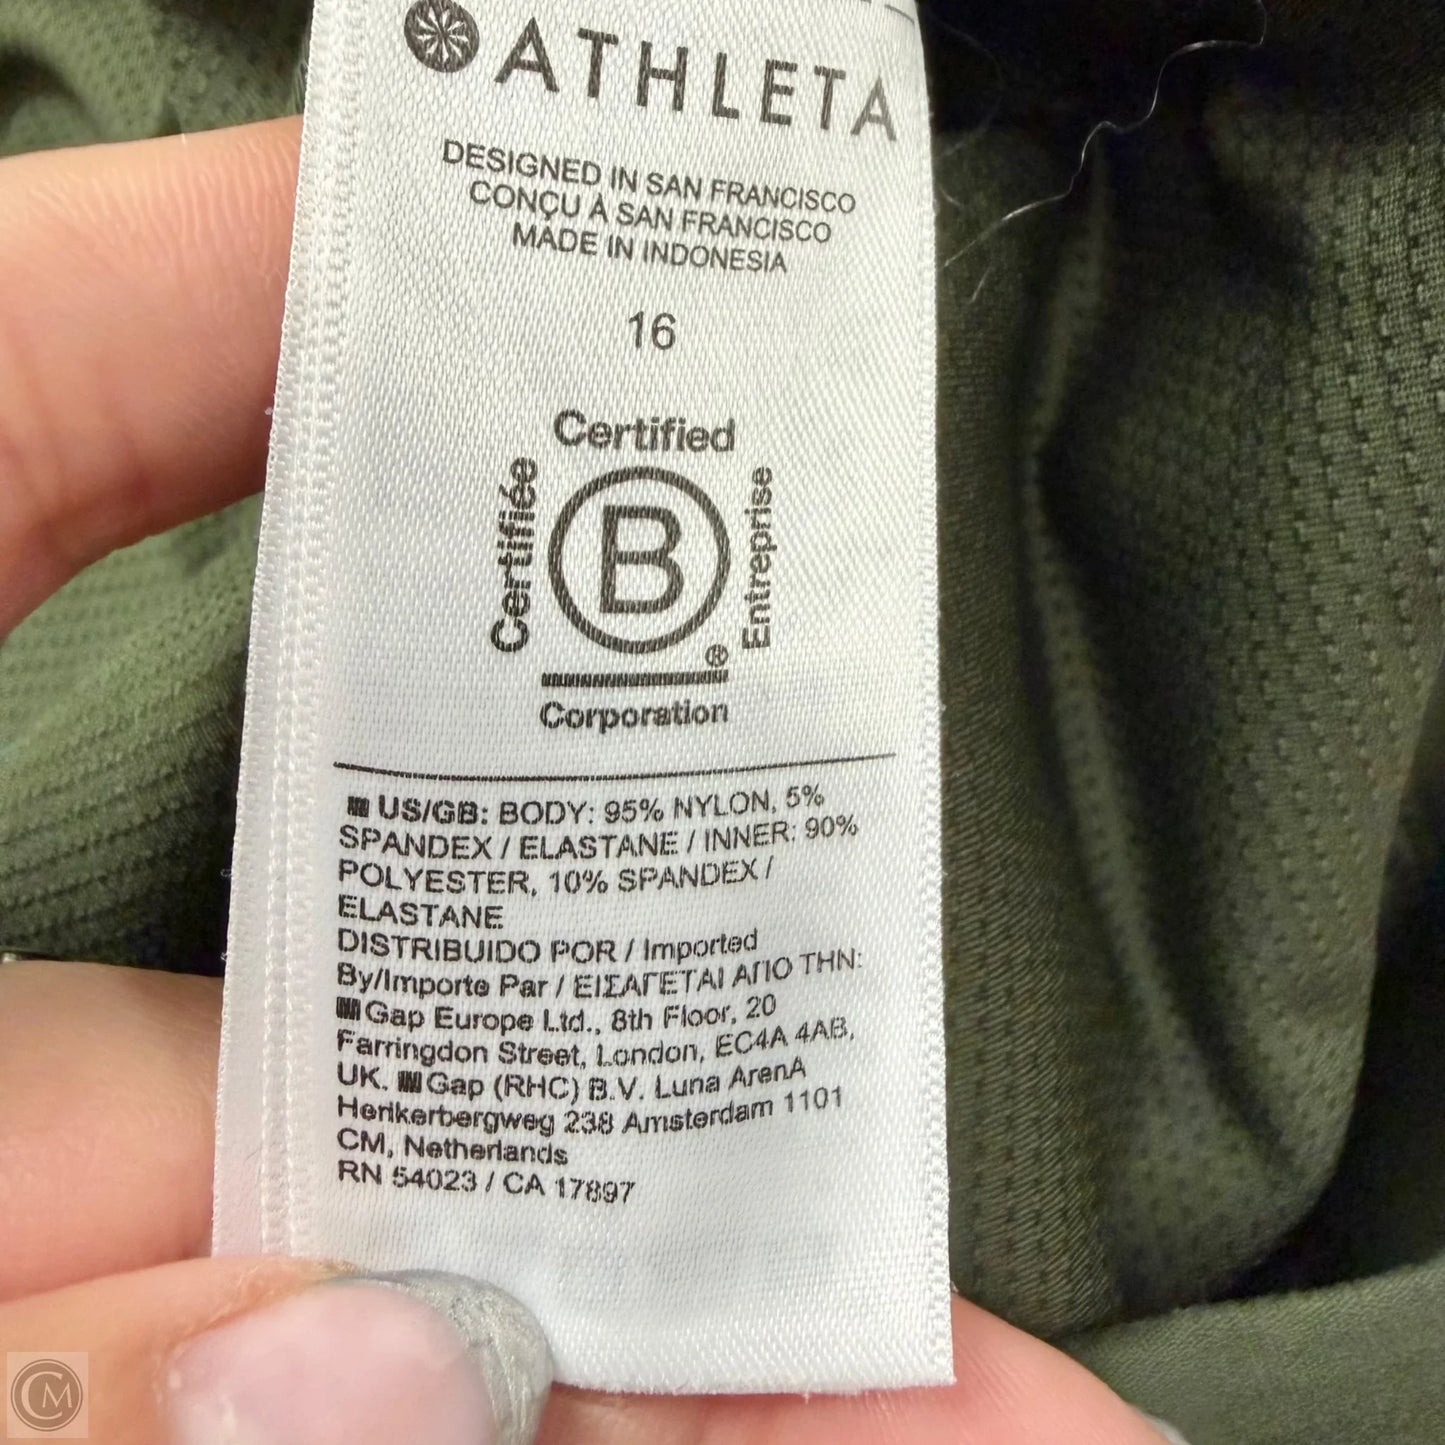 ATHLETA
DESIGNED IN SAN FRANCISCO
CONÇU À SAN FRANCISCO
MADE IN INDONESIA
16
Certified
Certifiée
B
Entreprise
®
Corporation
US/GB: BODY: 95% NYLON, 5%
SPANDEX / ELASTANE / INNER: 90%
POLYESTER, 10% SPANDEX /
ELASTANE
DISTRIBUIDO POR / Imported
By/Importe Par / ΕΙΣΑΓΕΤΑΙ ΑΠΟ ΤΗΝ:
Gap Europe Ltd., 8th Floor, 20
Farringdon Street, London, EC4A 4AB,
UK. Gap (RHC) B.V. Luna ArenA
Herikerbergweg 238 Amsterdam 1101
CM, Netherlands
RN 54023 / CA 17897
CM